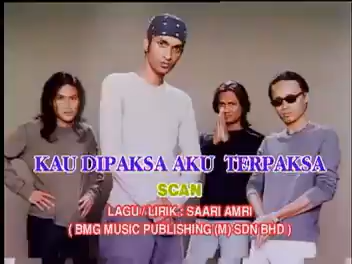 KAU DIPAKSA AKU TERPAKSA
SCAN
LAGU / LIRIK : SAARI AMRI
( BMG MUSIC PUBLISHING (M) SDN BHD )